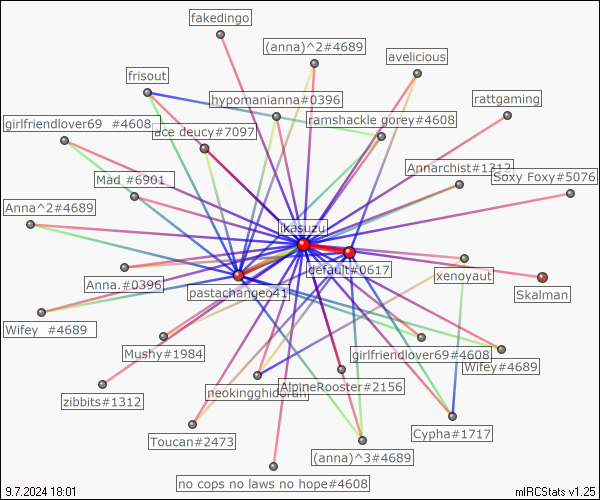 fakedingo
(anna)^2#4689
avelicious
frisout
hypomanianna#0396
rattgaming
girlfriendlover69 #4608
ace deucy#7097
ramshackle gorey#4608
Annarchist#1312
Mad #6901
Soxy Foxy#5076
Anna^2#4689
ikasuzu
default#0617
xenoyaut
Anna.#0396
pastachangeo41
Skalman
Wifey #4689
Mushy#1984
girlfriendlover69#4608
Wifey#4689
zibbits#1312
neokingghidorah
AlpineRooster#2156
Toucan#2473
(anna)^3#4689
Cypha#1717
no cops no laws no hope#4608
9.7.2024 18:01
mIRCStats v1.25